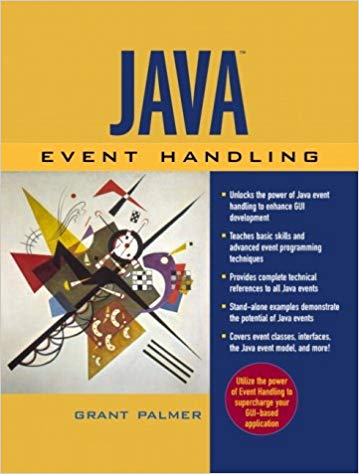 JAVA™
EVENT HANDLING
• Unlocks the power of Java event
handling to enhance GUI
development
• Teaches basic skills and
advanced event programming
techniques
• Provides complete technical
references to all Java events
• Stand-alone examples demonstrate
the potential of Java events
• Covers event classes, interfaces,
the Java event model, and more!
Utilize the power
of Event Handling to
supercharge your
GUI-based
application
GRANT PALMER